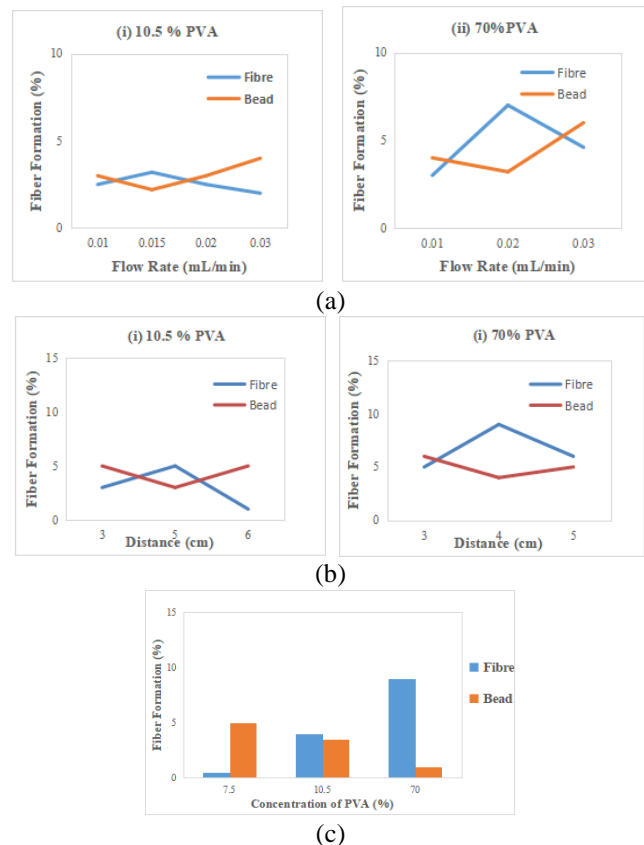 (i) 10.5 % PVA
Fiber Formation (%)
10
5
0
Fibre
Bead
0.01 0.015 0.02 0.03
Flow Rate (mL/min)
(ii) 70%PVA
Fiber Formation (%)
10
5
0
Fibre
Bead
0.01 0.02 0.03
Flow Rate (mL/min)
(a)
(i) 10.5 % PVA
Fiber Formation (%)
15
10
5
0
Fibre
Bead
3 5 6
Distance (cm)
(i) 70% PVA
Fiber Formation (%)
15
10
5
0
Fibre
Bead
3 4 5
Distance (cm)
(b)
Fiber Formation (%)
15
10
5
0
Fibre
Bead
7.5 10.5 70
Concentration of PVA (%)
(c)